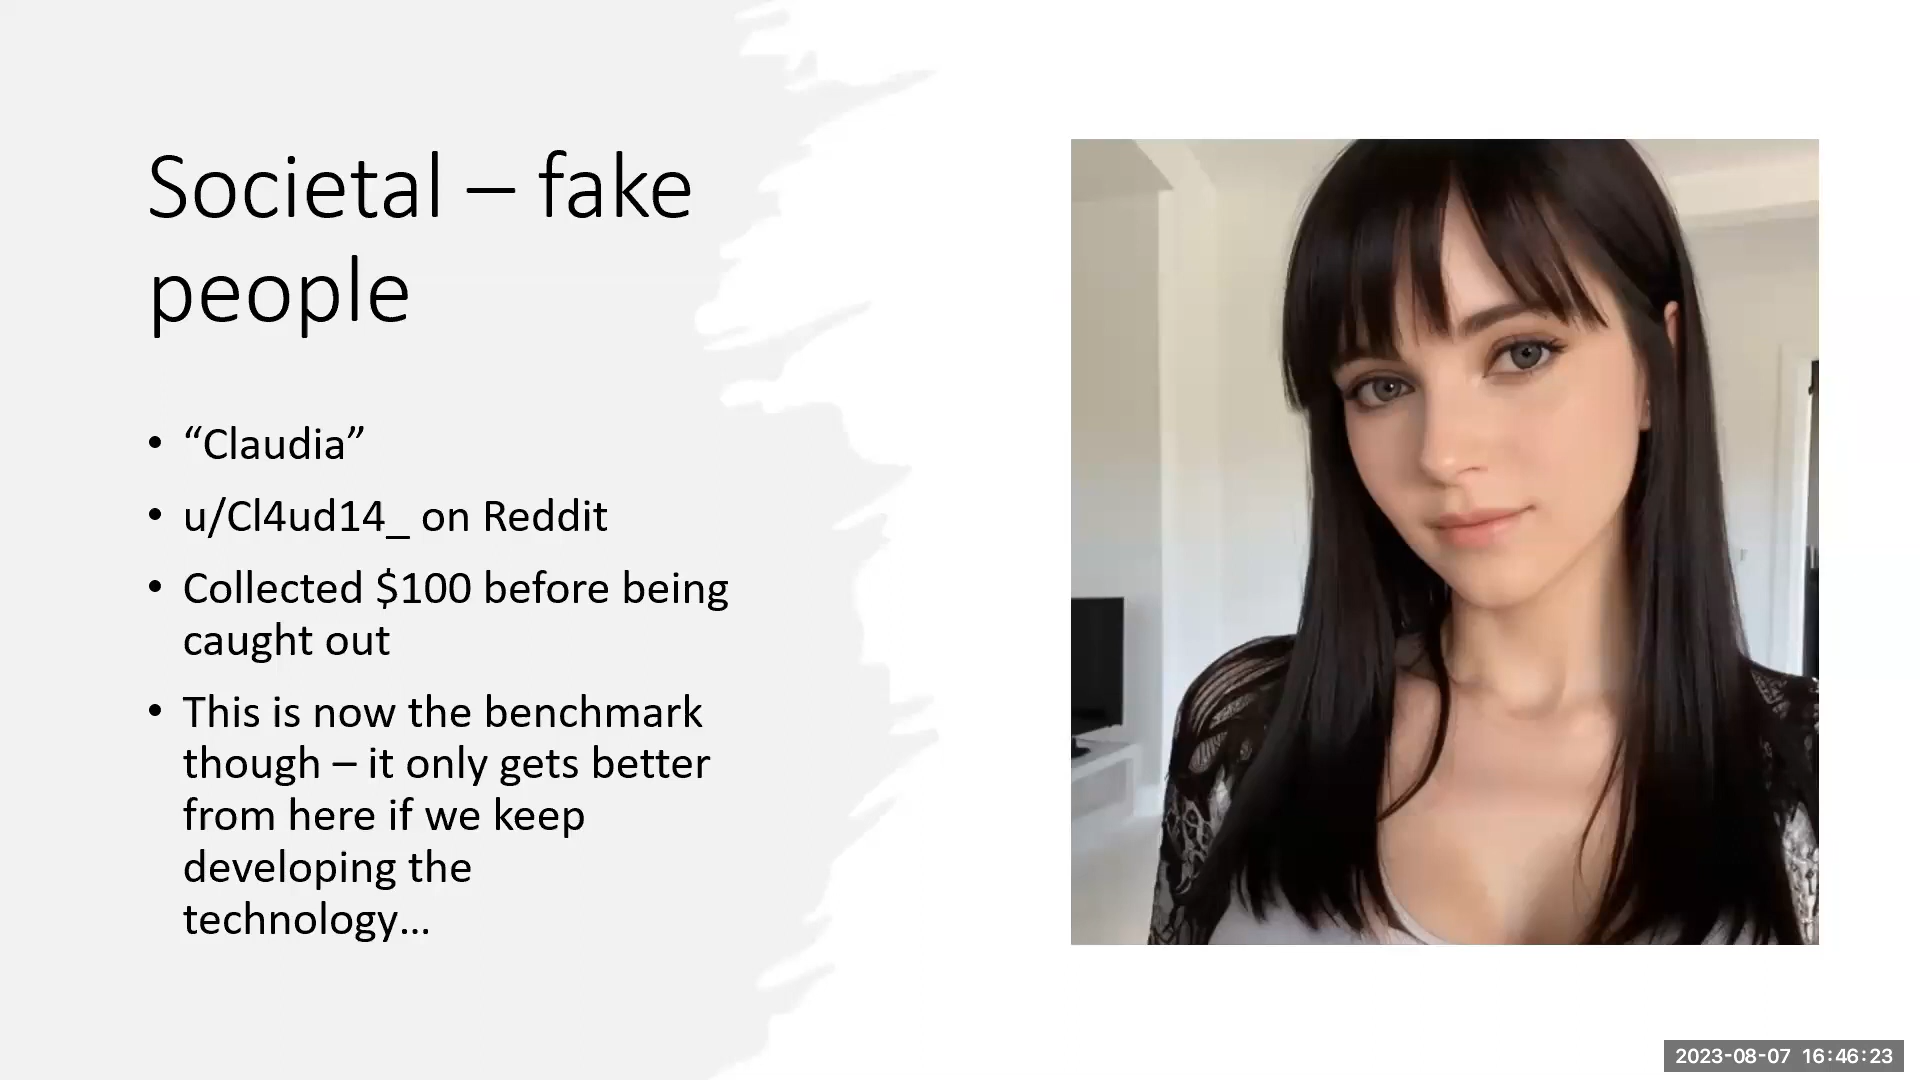 Societal – fake
people
• “Claudia”
• u/Cl4ud14_ on Reddit
• Collected $100 before being
caught out
• This is now the benchmark
though – it only gets better
from here if we keep
developing the
technology…
2023-08-07 16:46:23